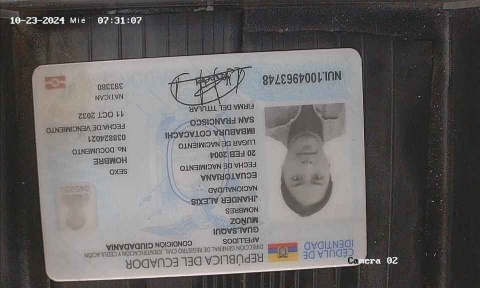 10-23-2024 Mie 07:31:07
CÉDULA DE
IDENTIDAD
REPÚBLICA DEL ECUADOR
DIRECCIÓN GENERAL DE REGISTRO CIVIL, IDENTIFICACIÓN Y CEDULACIÓN
APELLIDOS
CONDICIÓN CIUDADANÍA
GUALSAQUI
MUÑOZ
NOMBRES
JHANDER ALEXIS
NACIONALIDAD
ECUATORIANA
FECHA DE NACIMIENTO
20 FEB 2004
LUGAR DE NACIMIENTO
IMBABURA COTACACHI
SAN FRANCISCO
FIRMA DEL TITULAR
SEXO
HOMBRE
No. DOCUMENTO
038824021
FECHA DE VENCIMIENTO
11 OCT 2032
NAT/CAN
393380
NUI.1004963748
Camera 02